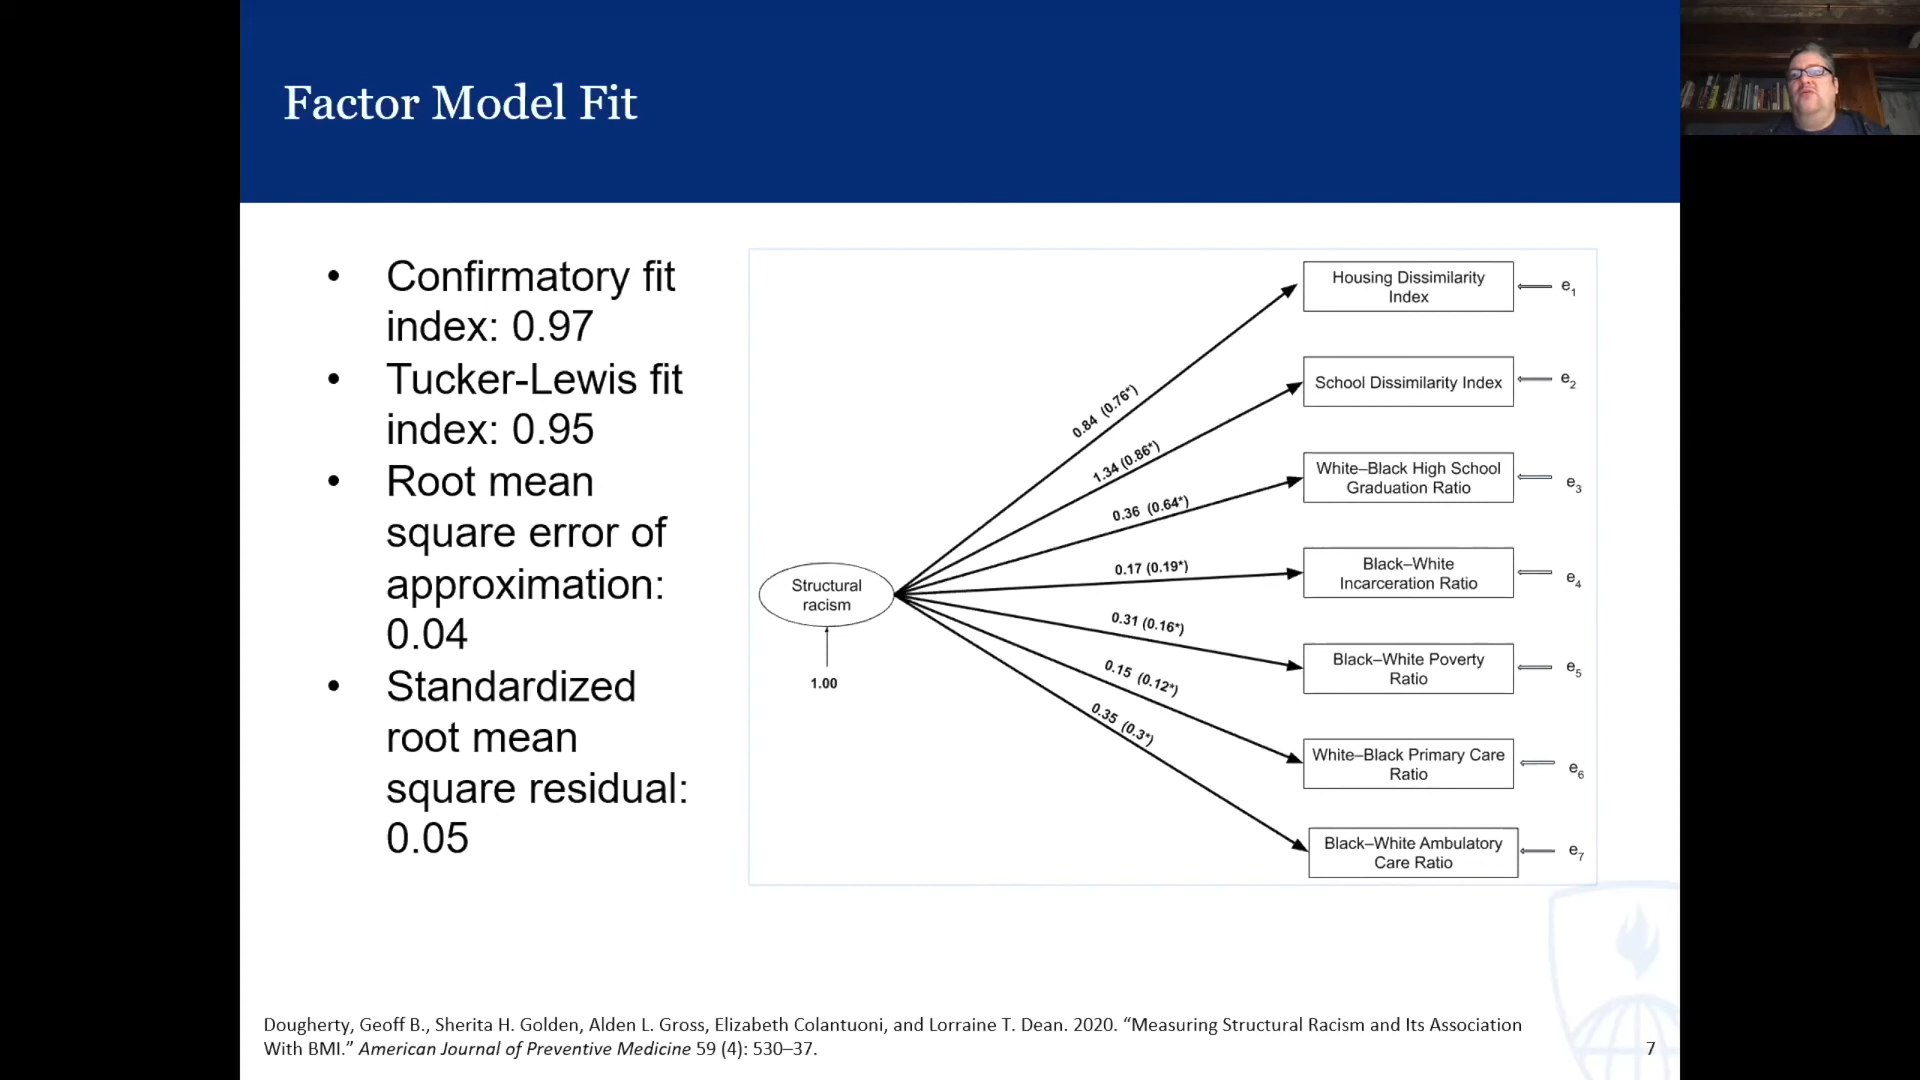 Factor Model Fit
• Confirmatory fit
index: 0.97
• Tucker-Lewis fit
index: 0.95
• Root mean
square error of
approximation:
0.04
• Standardized
root mean
square residual:
0.05
Structural
racism
1.00
0.84 (0.76*)
1.34 (0.86*)
0.36 (0.64*)
0.17 (0.19*)
0.31 (0.16*)
0.15 (0.12*)
0.35 (0.3*)
Housing Dissimilarity
Index
e1
School Dissimilarity Index
e2
White–Black High School
Graduation Ratio
e3
Black–White
Incarceration Ratio
e4
Black–White Poverty
Ratio
e5
White–Black Primary Care
Ratio
e6
Black–White Ambulatory
Care Ratio
e7
Dougherty, Geoff B., Sherita H. Golden, Alden L. Gross, Elizabeth Colantuoni, and Lorraine T. Dean. 2020. “Measuring Structural Racism and Its Association
With BMI.” American Journal of Preventive Medicine 59 (4): 530–37.
7